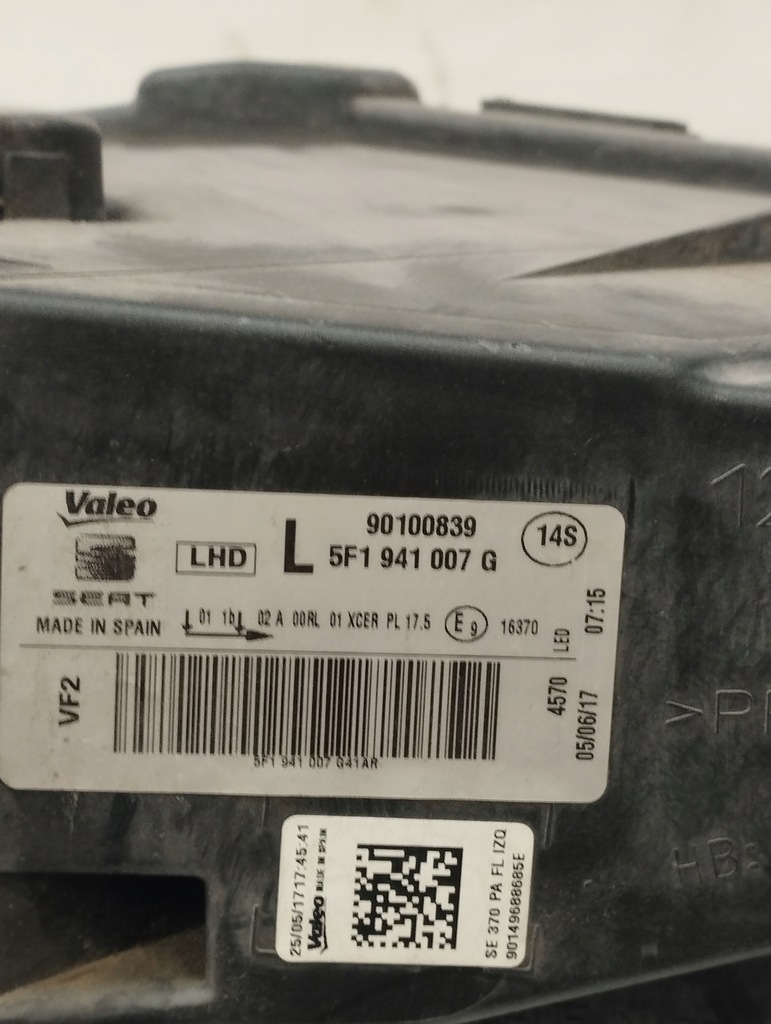 Valeo
SEAT
MADE IN SPAIN
LHD
L
90100839
5F1 941 007 G
14S
01 1b 02 A 00RL 01 XCER PL 17.5 E9 16370
LED
07:15
VF2
4570
05/06/17
5F1 941 007 G41AR
25/05/17 17:45:41
Valeo MADE IN SPAIN
SE 370 PA FL IZQ
90149688685E
12
>P
HB